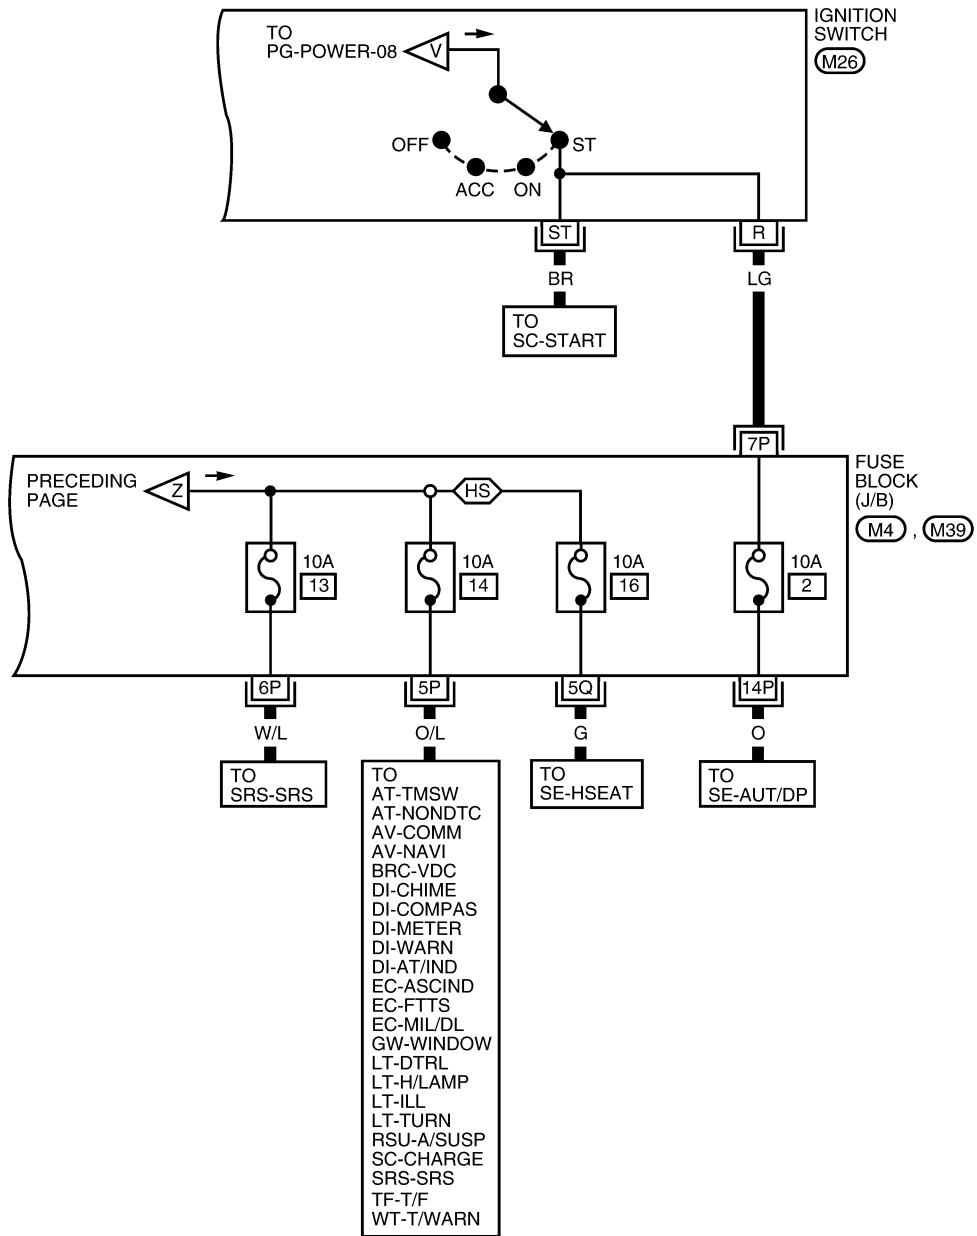 IGNITION
SWITCH
M26
TO
PG-POWER-08
V
OFF
ACC
ON
ST
ST
R
BR
LG
TO
SC-START
7P
FUSE
BLOCK
(J/B)
M4 , M39
PRECEDING
PAGE
Z
HS
10A
13
10A
14
10A
16
10A
2
6P
5P
5Q
14P
W/L
O/L
G
O
TO
SRS-SRS
TO
AT-TMSW
AT-NONDTC
AV-COMM
AV-NAVI
BRC-VDC
DI-CHIME
DI-COMPAS
DI-METER
DI-WARN
DI-AT/IND
EC-ASCIND
EC-FTTS
EC-MIL/DL
GW-WINDOW
LT-DTRL
LT-H/LAMP
LT-ILL
LT-TURN
RSU-A/SUSP
SC-CHARGE
SRS-SRS
TF-T/F
WT-T/WARN
TO
SE-HSEAT
TO
SE-AUT/DP